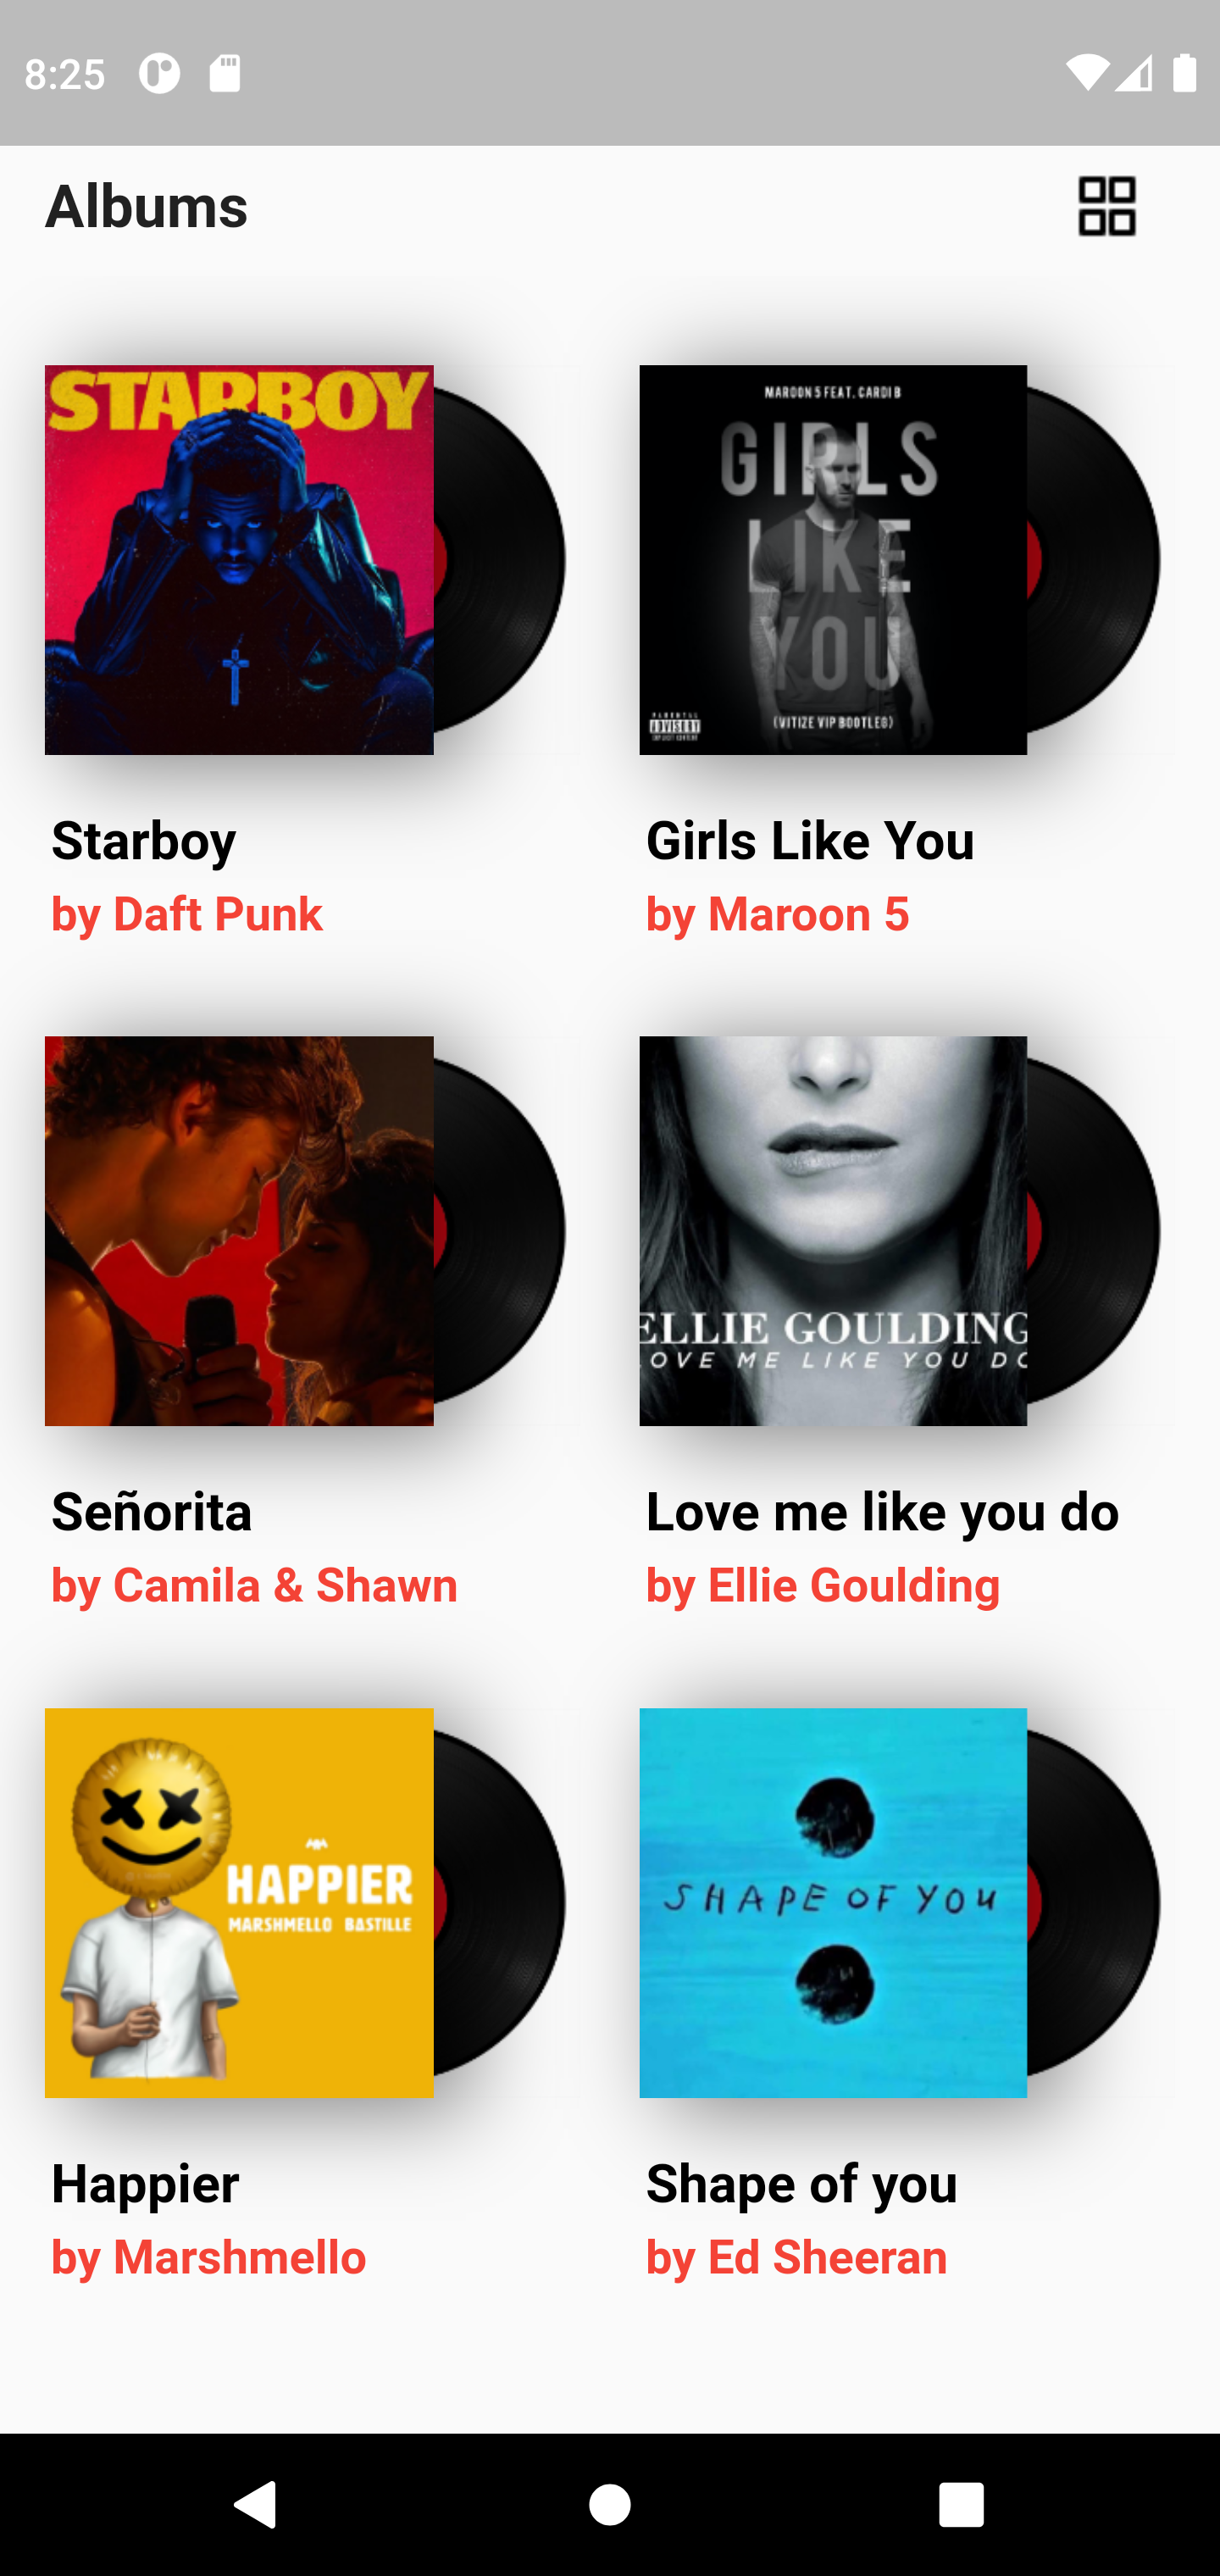 8:25
Albums
STARBOY
MAROON 5 FEAT. CARDI B
GIRLS
LIKE
YOU
(VITIZE VIP BOOTLEG)
ADVISORY
Starboy
by Daft Punk
Girls Like You
by Maroon 5
ELLIE GOULDING
LOVE ME LIKE YOU DO
Señorita
by Camila & Shawn
Love me like you do
by Ellie Goulding
HAPPIER
MARSHMELLO BASTILLE
SHAPE OF YOU
Happier
by Marshmello
Shape of you
by Ed Sheeran